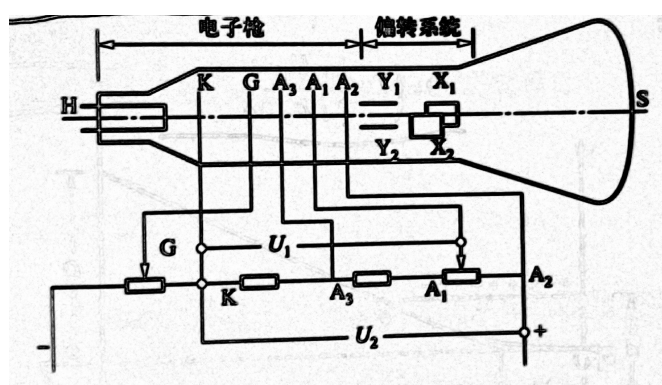 电子枪 偏转系统
K G A₃ A₁ A₂ Y₁ X₁
H S
Y₂ X₂
G U₁
K A₃ A₁ A₂
U₂ +
-